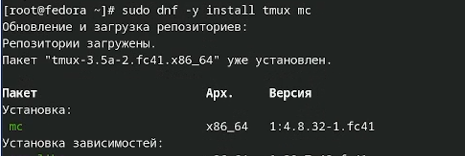 [root@fedora ~]# sudo dnf -y install tmux mc
Обновление и загрузка репозиториев:
Репозитории загружены.
Пакет "tmux-3.5a-2.fc41.x86_64" уже установлен.
Пакет Арх. Версия
Установка:
mc x86_64 1:4.8.32-1.fc41
Установка зависимостей: